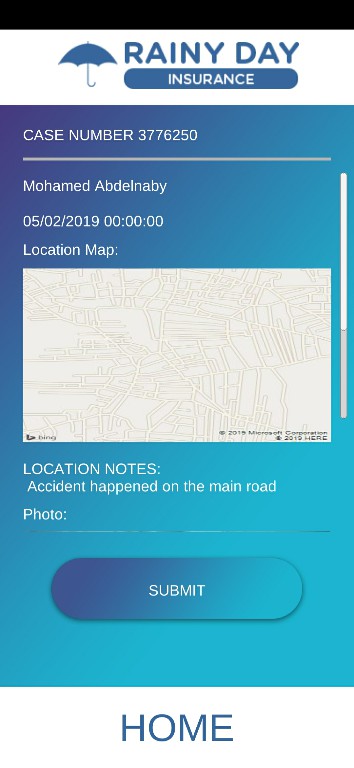 RAINY DAY
INSURANCE
CASE NUMBER 3776250
Mohamed Abdelnaby
05/02/2019 00:00:00
Location Map:
bing
© 2019 Microsoft Corporation
© 2019 HERE
LOCATION NOTES:
Accident happened on the main road
Photo:
SUBMIT
HOME